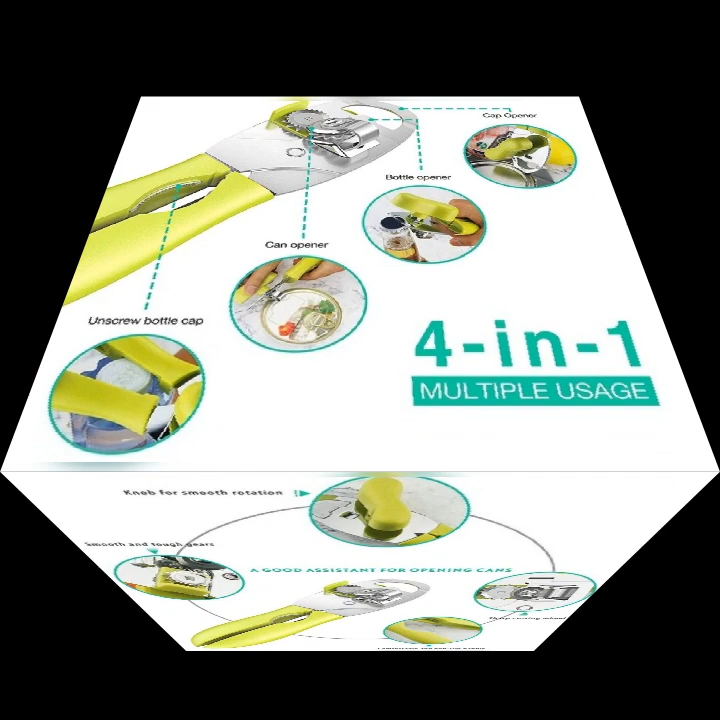 Cap Opener
Bottle opener
Can opener
Unscrew bottle cap
4-in-1
MULTIPLE USAGE
Knob for smooth rotation
Smooth and tough gears
A GOOD ASSISTANT FOR OPENING CANS